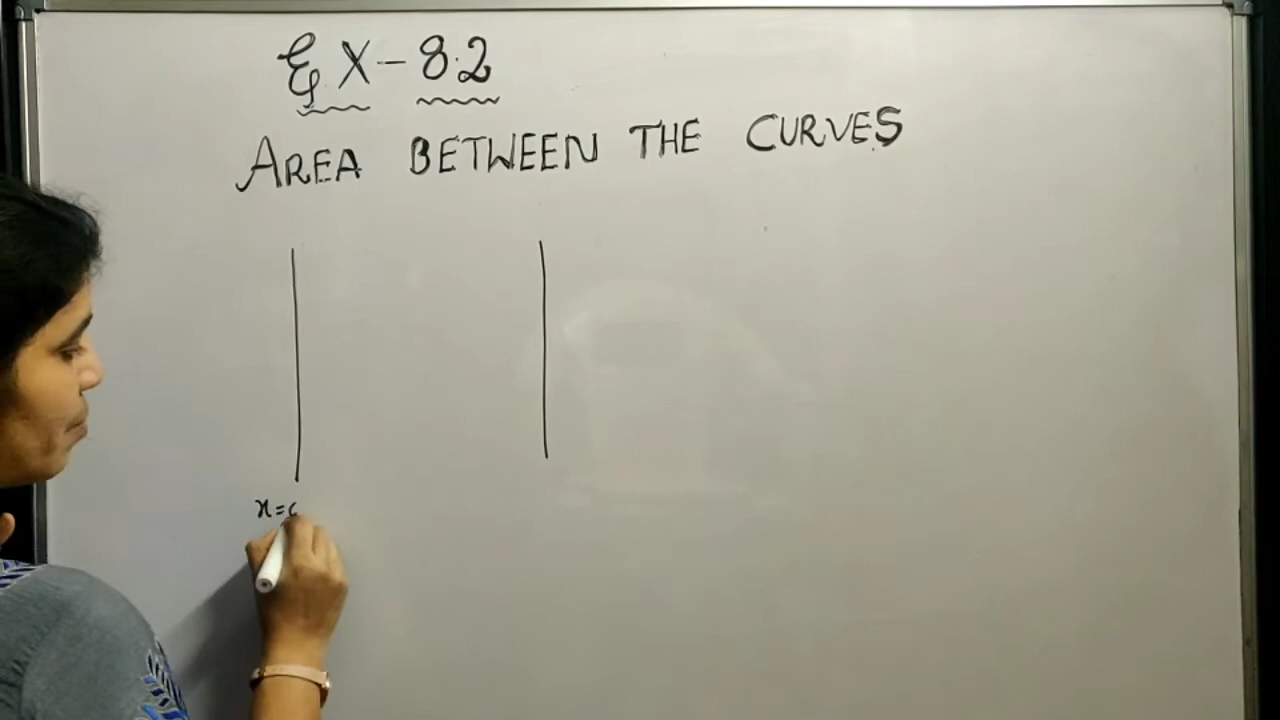 Ex-8.2
AREA BETWEEN THE CURVES
x=